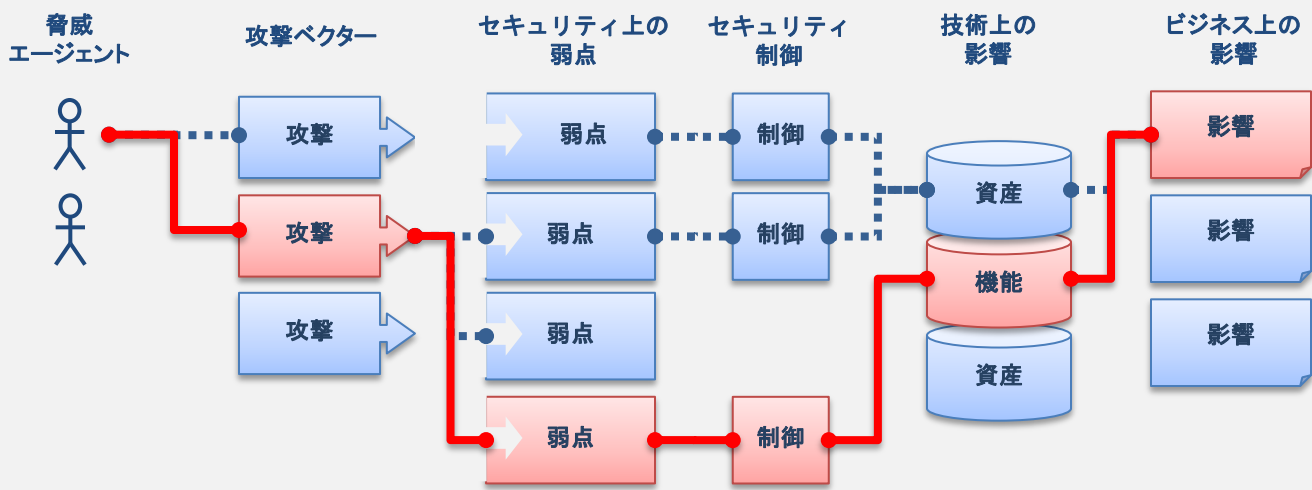 脅威
エージェント
攻撃ベクター
セキュリティ上の
弱点
セキュリティ
制御
技術上の
影響
ビジネス上の
影響
攻撃
攻撃
攻撃
弱点
弱点
弱点
弱点
制御
制御
制御
資産
機能
資産
影響
影響
影響